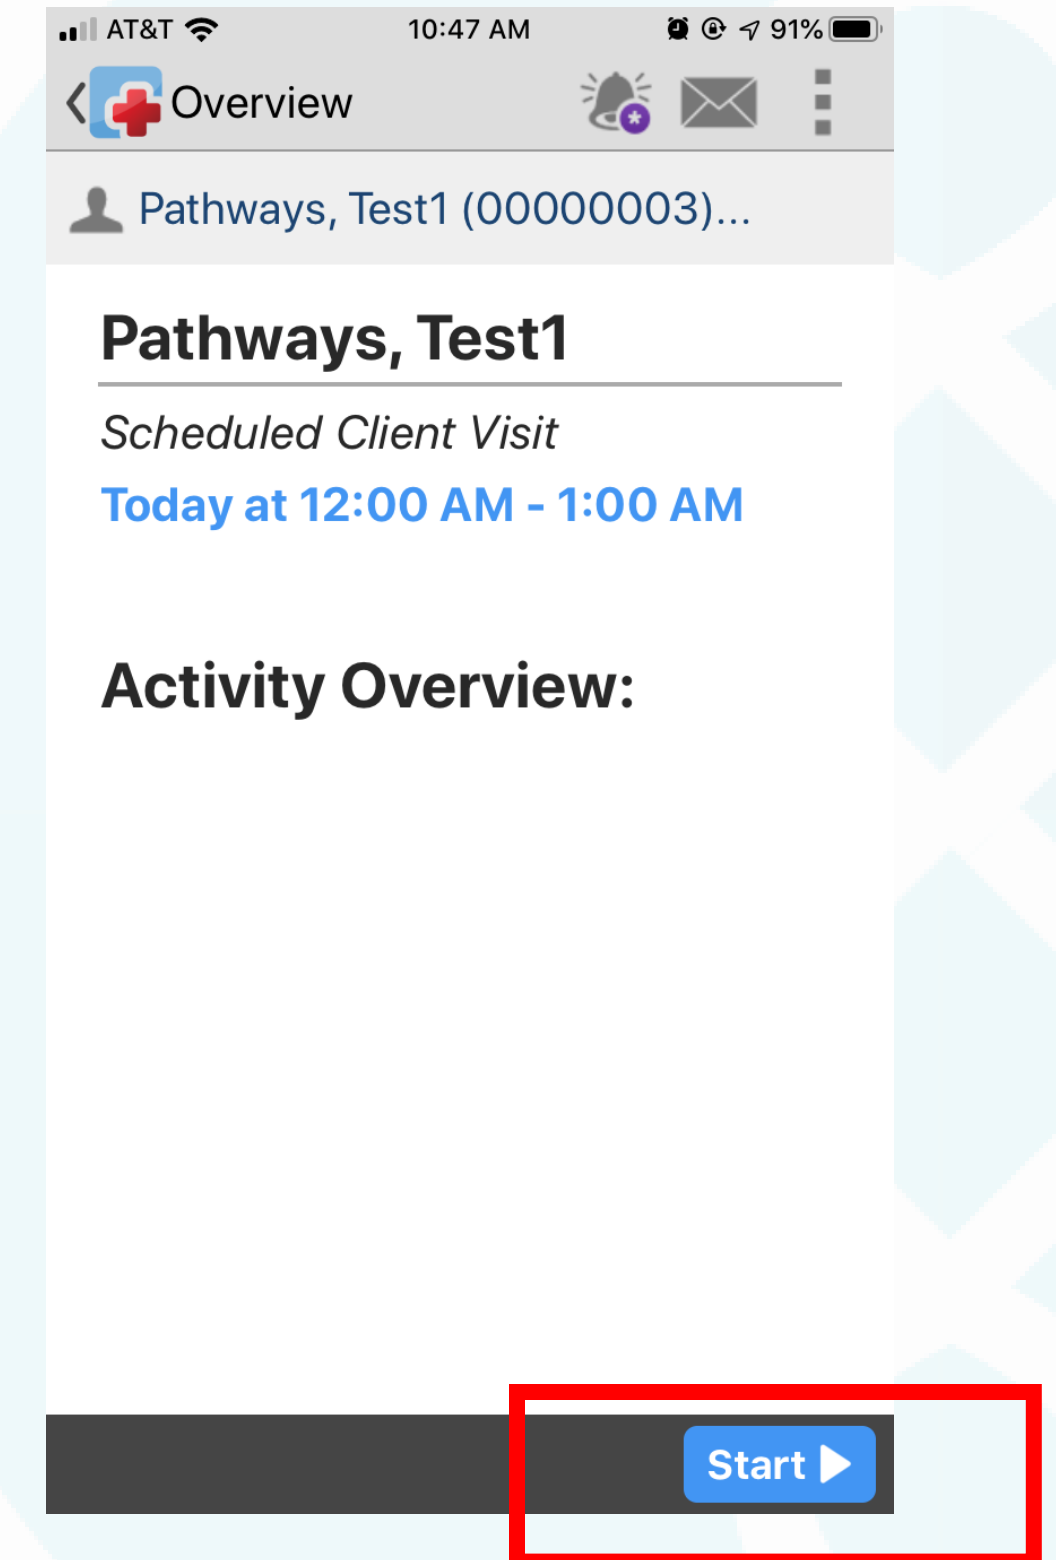 AT&T 10:47 AM 91%
Overview
Pathways, Test1 (00000003)...
Pathways, Test1
Scheduled Client Visit
Today at 12:00 AM - 1:00 AM
Activity Overview:
Start